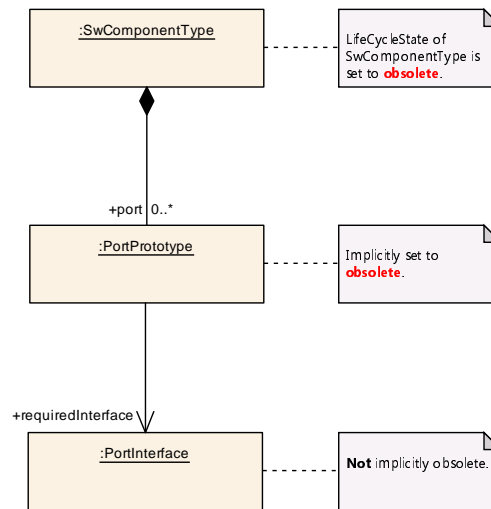 :SwComponentType
LifeCycleState of
SwComponentType is
set to obsolete.
+port 0..*
:PortPrototype
Implicitly set to
obsolete.
+requiredInterface
:PortInterface
Not implicitly obsolete.